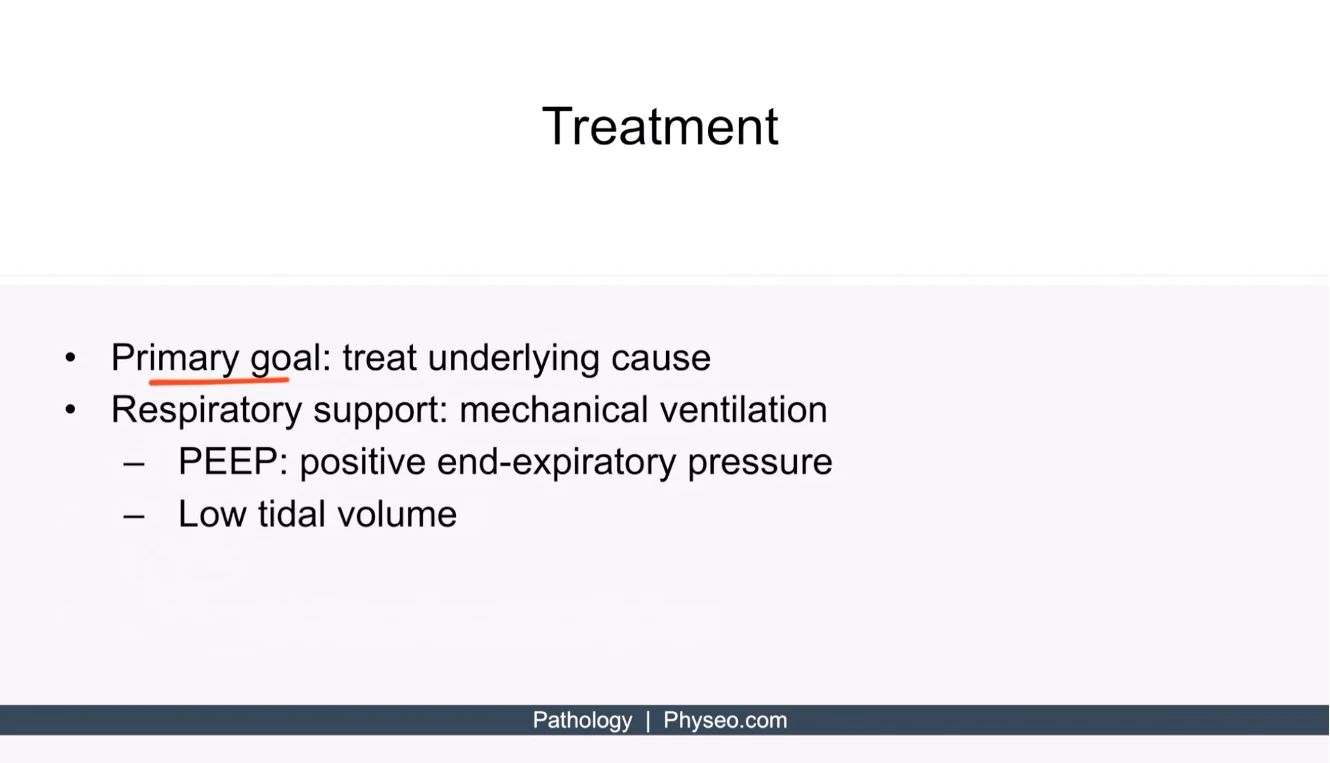 Treatment
• Primary goal: treat underlying cause
• Respiratory support: mechanical ventilation
– PEEP: positive end-expiratory pressure
– Low tidal volume
Pathology | Physeo.com